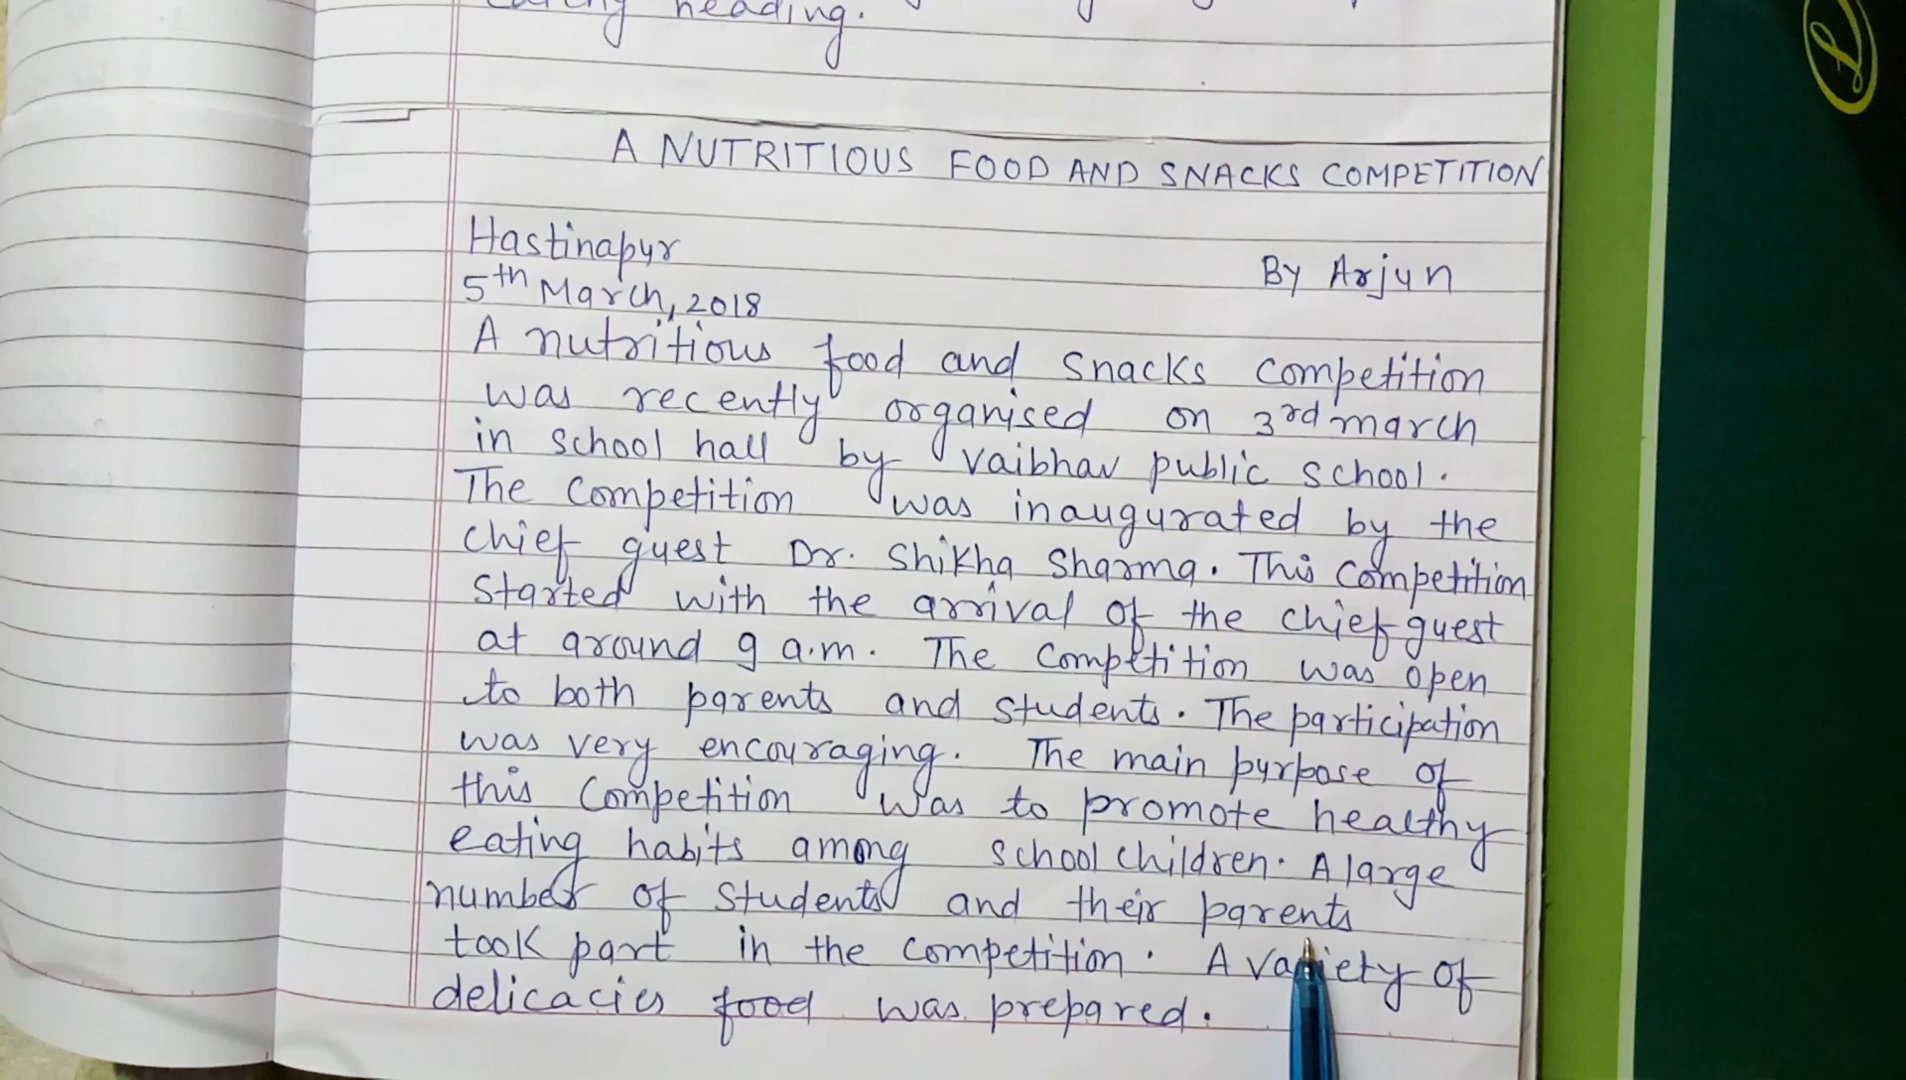 heading.
A NUTRITIOUS FOOD AND SNACKS COMPETITION
Hastinapur
By Arjun
5th March, 2018
A nutritious food and snacks competition
was recently organised on 3rd march
in school hall by vaibhav public school.
The competition was inaugurated by the
chief guest Dr. Shikha Sharma. This competition
started with the arrival of the chief guest
at around 9 a.m. The competition was open
to both parents and students. The participation
was very encouraging. The main purpose of
this competition was to promote healthy
eating habits among school children. A large
number of students and their parents
took part in the competition. A variety of
delicacies food was prepared.